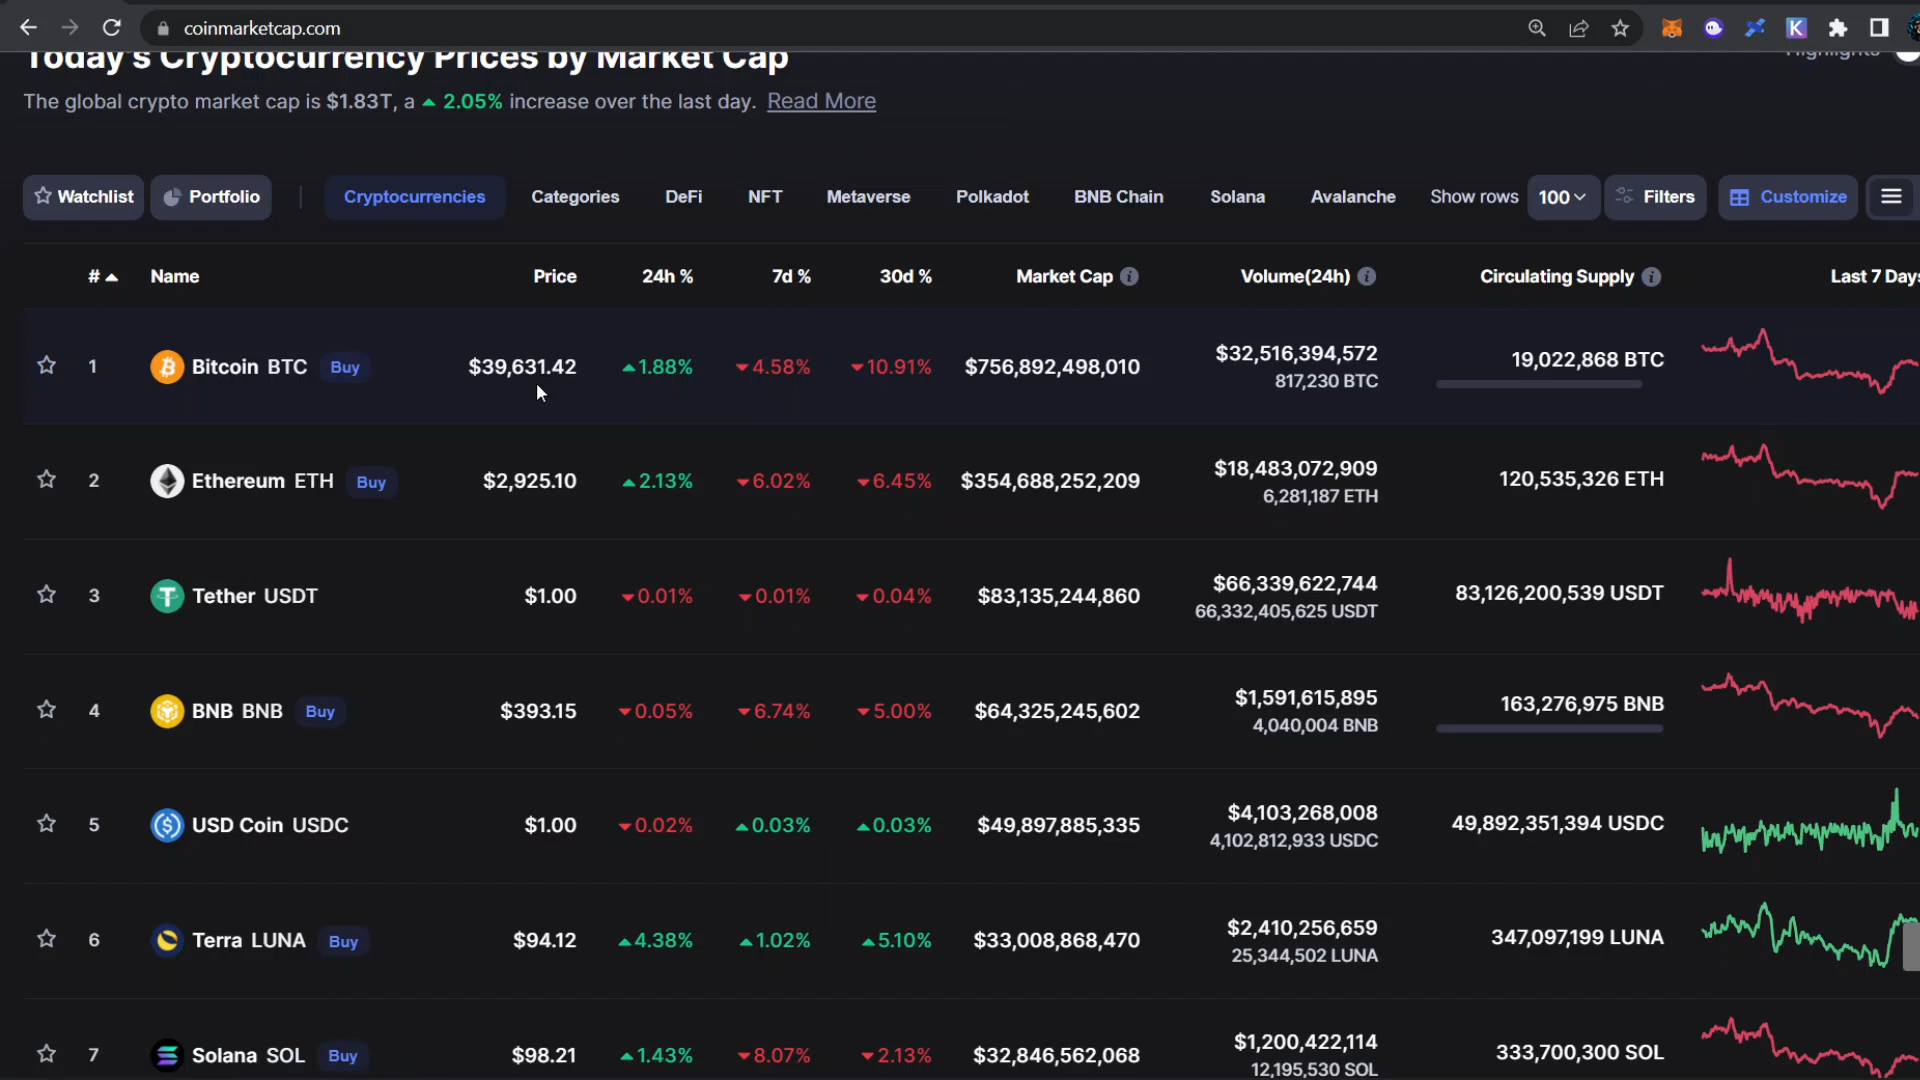 coinmarketcap.com
K
Today's Cryptocurrency Prices by Market Cap
Highlights
The global crypto market cap is $1.83T, a 2.05% increase over the last day. Read More
Watchlist Portfolio Cryptocurrencies Categories DeFi NFT Metaverse Polkadot BNB Chain Solana Avalanche Show rows 100 Filters Customize
# Name Price 24h % 7d % 30d % Market Cap Volume(24h) Circulating Supply Last 7 Days
1 Bitcoin BTC Buy $39,631.42 1.88% 4.58% 10.91% $756,892,498,010 $32,516,394,572 19,022,868 BTC
817,230 BTC
2 Ethereum ETH Buy $2,925.10 2.13% 6.02% 6.45% $354,688,252,209 $18,483,072,909 120,535,326 ETH
6,281,187 ETH
3 Tether USDT $1.00 0.01% 0.01% 0.04% $83,135,244,860 $66,339,622,744 83,126,200,539 USDT
66,332,405,625 USDT
4 BNB BNB Buy $393.15 0.05% 6.74% 5.00% $64,325,245,602 $1,591,615,895 163,276,975 BNB
4,040,004 BNB
5 USD Coin USDC $1.00 0.02% 0.03% 0.03% $49,897,885,335 $4,103,268,008 49,892,351,394 USDC
4,102,812,933 USDC
6 Terra LUNA Buy $94.12 4.38% 1.02% 5.10% $33,008,868,470 $2,410,256,659 347,097,199 LUNA
25,344,502 LUNA
7 Solana SOL Buy $98.21 1.43% 8.07% 2.13% $32,846,562,068 $1,200,422,114 333,700,300 SOL
12,195,530 SOL